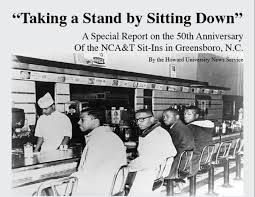 “Taking a Stand by Sitting Down”
A Special Report on the 50th Anniversary
Of the NCA&T Sit-Ins in Greensboro, N.C.
By the Howard University News Service